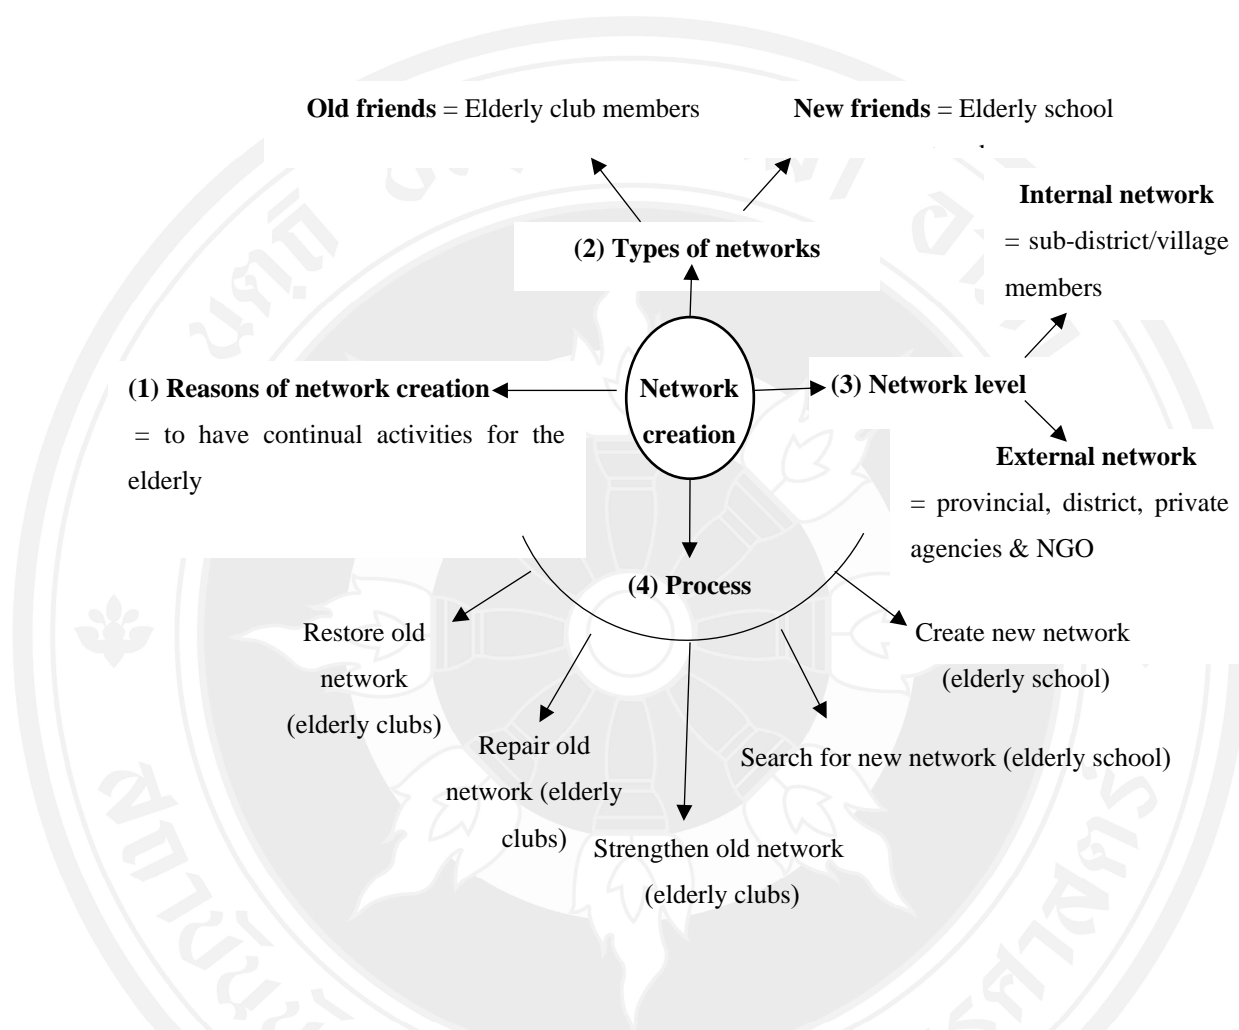 Old friends = Elderly club members
New friends = Elderly school
Internal network
= sub-district/village
members
(2) Types of networks
(1) Reasons of network creation
= to have continual activities for the
elderly
Network
creation
(3) Network level
External network
= provincial, district, private
agencies & NGO
(4) Process
Restore old
network
(elderly clubs)
Repair old
network (elderly
clubs)
Strengthen old network
(elderly clubs)
Search for new network (elderly school)
Create new network
(elderly school)